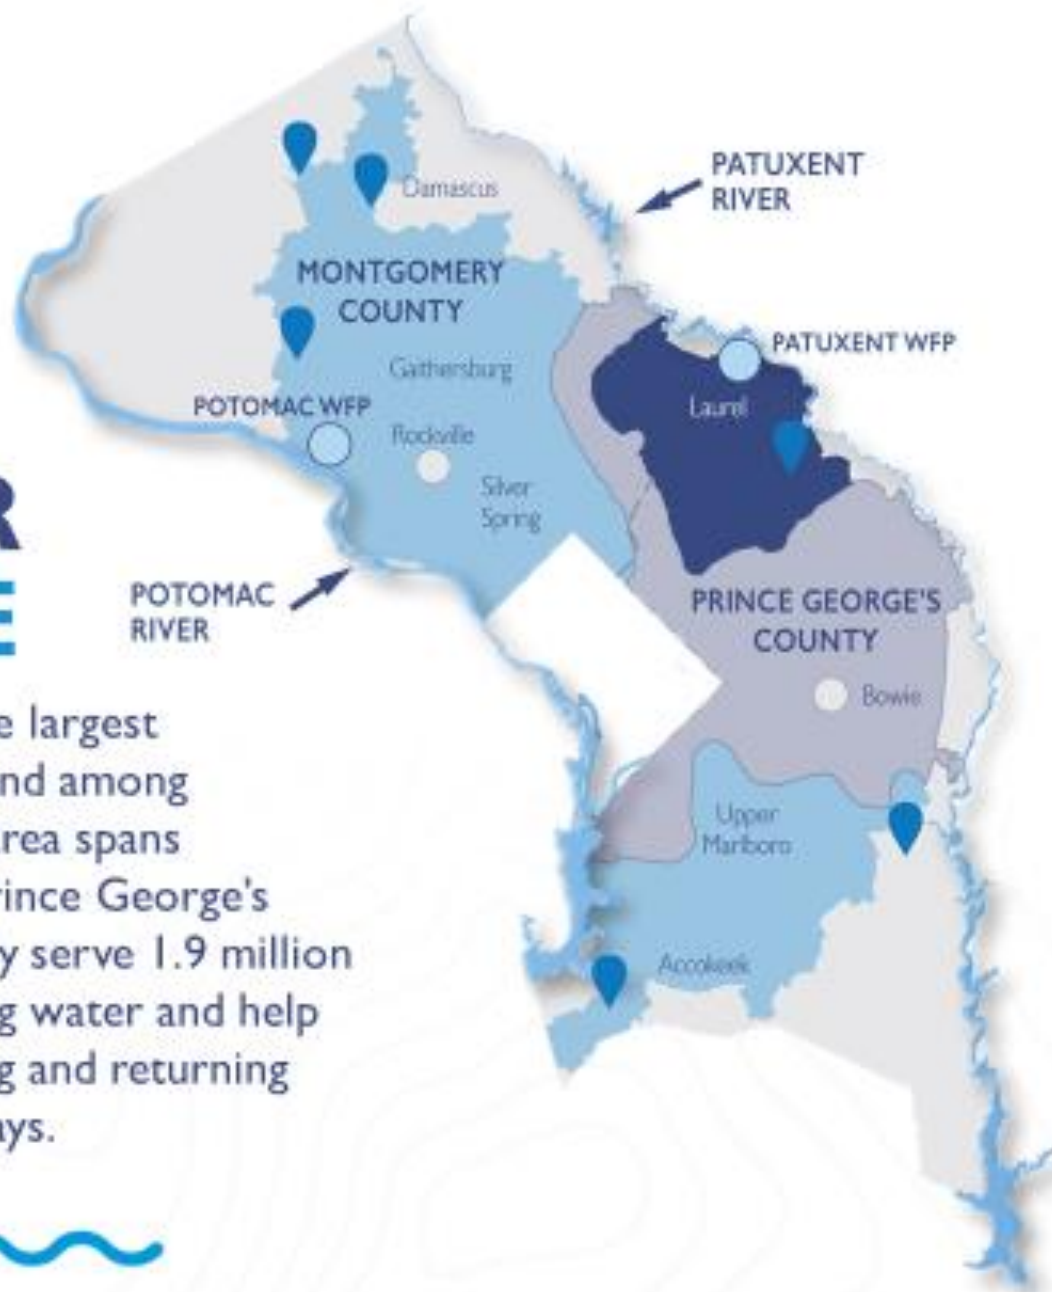 PATUXENT
RIVER
Damascus
MONTGOMERY
COUNTY
PATUXENT WFP
Gaithersburg
Laurel
POTOMAC WFP
Rockville
Silver
Spring
R
E
POTOMAC
RIVER
PRINCE GEORGE'S
COUNTY
Bowie
e largest
nd among
rea spans
rince George's
y serve 1.9 million
g water and help
g and returning
ays.
Upper
Marlboro
Accokeek